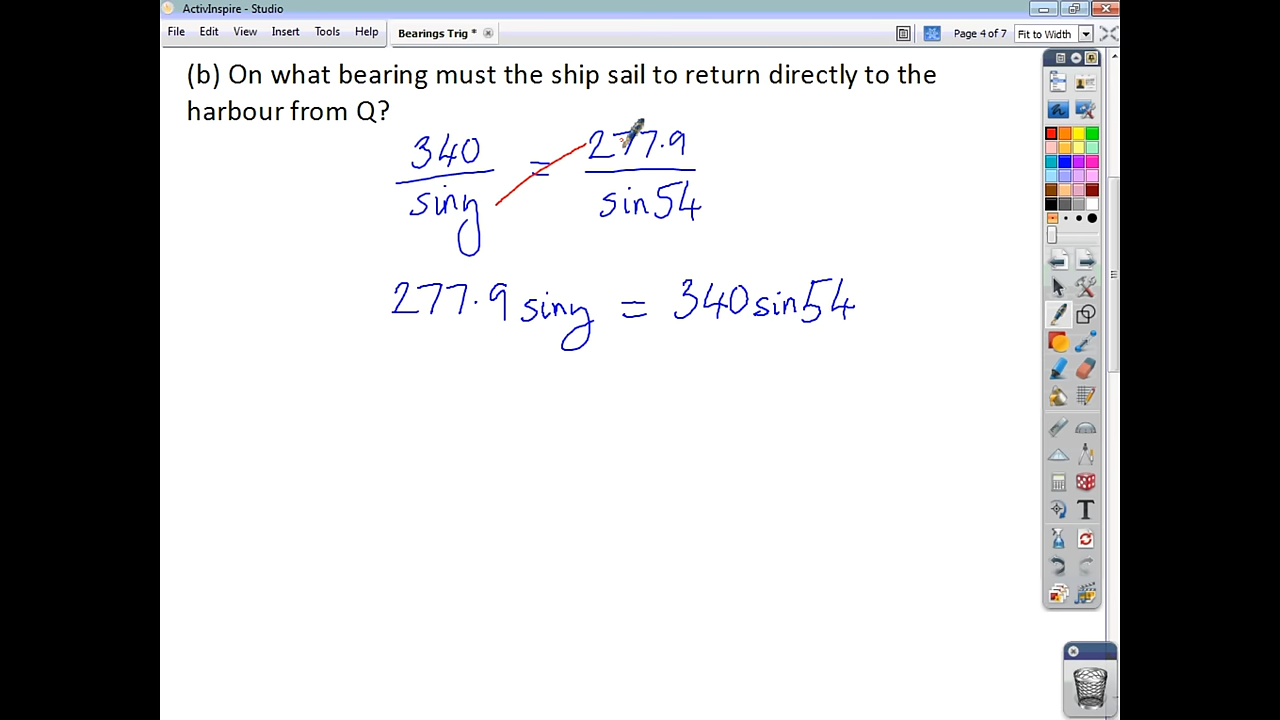 ActivInspire - Studio
File Edit View Insert Tools Help
Bearings Trig *
Page 4 of 7
Fit to Width
(b) On what bearing must the ship sail to return directly to the
harbour from Q?
340 = 277.9
siny sin54
277.9 siny = 340sin54
T